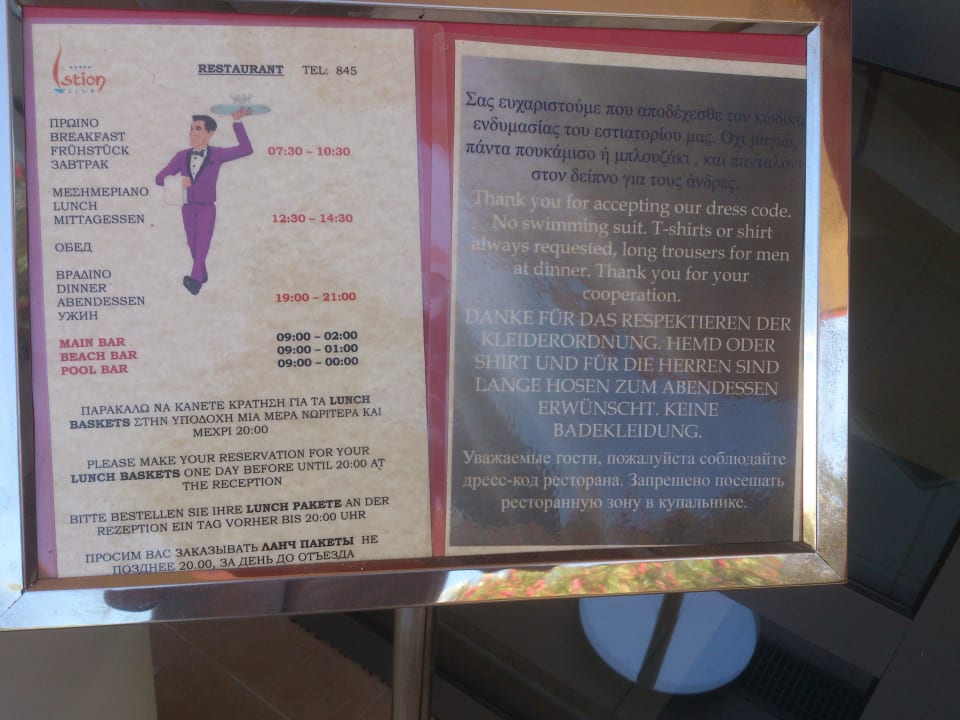 Istion
CLUB
RESTAURANT TEL: 845
ΠΡΩΙΝΟ
BREAKFAST
FRÜHSTÜCK
ЗАВТРАК
07:30 – 10:30
ΜΕΣΗΜΕΡΙΑΝΟ
LUNCH
MITTAGESSEN
12:30 – 14:30
ОБЕД
ΒΡΑΔΙΝΟ
DINNER
ABENDESSEN
19:00 – 21:00
УЖИН
MAIN BAR 09:00 – 02:00
BEACH BAR 09:00 – 01:00
POOL BAR 09:00 – 00:00
ΠΑΡΑΚΑΛΩ ΝΑ ΚΑΝΕΤΕ ΚΡΑΤΗΣΗ ΓΙΑ ΤΑ LUNCH
BASKETS ΣΤΗΝ ΥΠΟΔΟΧΗ ΜΙΑ ΜΕΡΑ ΝΩΡΙΤΕΡΑ ΚΑΙ
ΜΕΧΡΙ 20:00
PLEASE MAKE YOUR RESERVATION FOR YOUR
LUNCH BASKETS ONE DAY BEFORE UNTIL 20:00 AT
THE RECEPTION
BITTE BESTELLEN SIE IHRE LUNCH PAKETE AN DER
REZEPTION EIN TAG VORHER BIS 20:00 UHR
ПРОСИМ ВАС ЗАКАЗЫВАТЬ ЛАНЧ ПАКЕТЫ НЕ
ПОЗДНЕЕ 20.00, ЗА ДЕНЬ ДО ОТЪЕЗДА
Σας ευχαριστούμε που αποδέχεσθε τον κώδικα
ενδυμασίας του εστιατορίου μας. Οχι μαγιώ,
πάντα πουκάμισο ή μπλουζάκι , και πανταλόνι
στον δείπνο για τους άνδρες.
Thank you for accepting our dress code.
No swimming suit. T-shirts or shirt
always requested, long trousers for men
at dinner. Thank you for your
cooperation.
DANKE FÜR DAS RESPEKTIEREN DER
KLEIDERORDNUNG. HEMD ODER
SHIRT UND FÜR DIE HERREN SIND
LANGE HOSEN ZUM ABENDESSEN
ERWÜNSCHT. KEINE
BADEKLEIDUNG.
Уважаемые гости, пожалуйста соблюдайте
дресс-код ресторана. Запрешено посешать
ресторанную зону в купальнике.